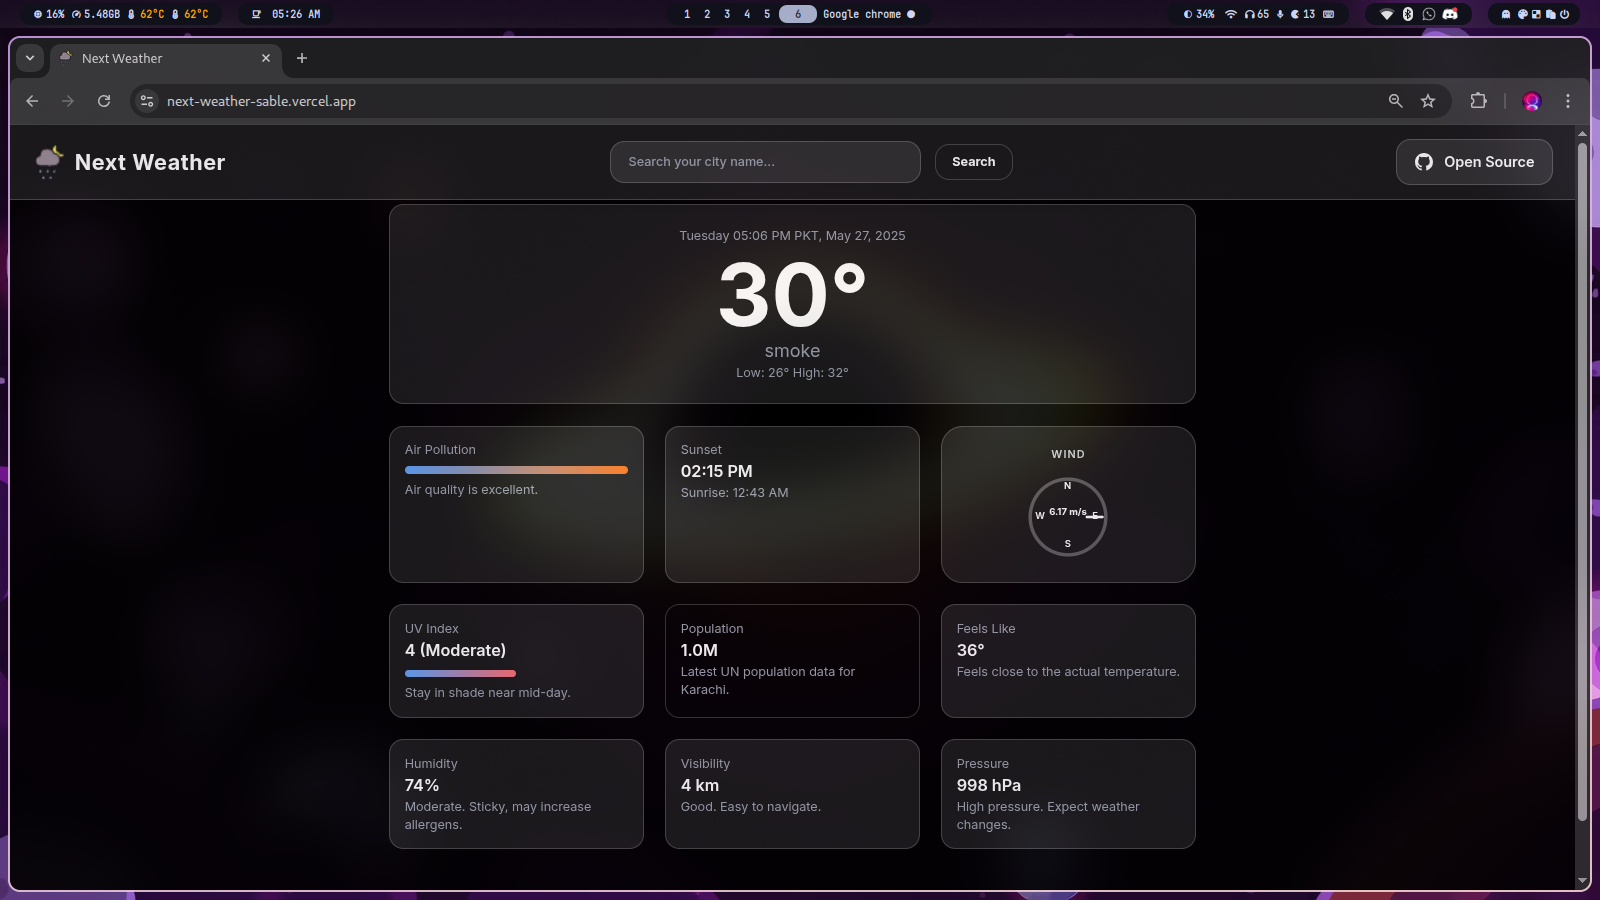 16% 5.48GB 62°C 62°C 05:26 AM 1 2 3 4 5 6 Google chrome 34% 65 13
Next Weather
next-weather-sable.vercel.app
Next Weather Search your city name... Search Open Source
Tuesday 05:06 PM PKT, May 27, 2025
30°
smoke
Low: 26° High: 32°
Air Pollution
Air quality is excellent.
Sunset
02:15 PM
Sunrise: 12:43 AM
WIND
N
W 6.17 m/s E
S
UV Index
4 (Moderate)
Stay in shade near mid-day.
Population
1.0M
Latest UN population data for
Karachi.
Feels Like
36°
Feels close to the actual temperature.
Humidity
74%
Moderate. Sticky, may increase
allergens.
Visibility
4 km
Good. Easy to navigate.
Pressure
998 hPa
High pressure. Expect weather
changes.